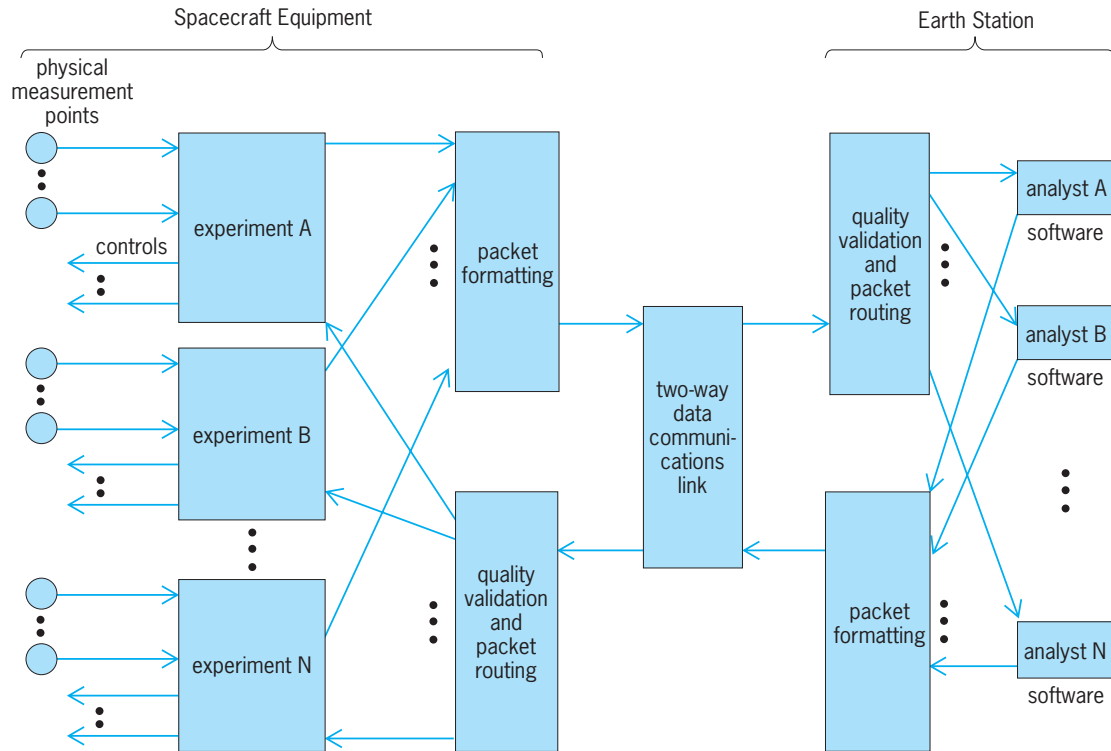 Spacecraft Equipment
Earth Station
physical
measurement
points
experiment A
controls
packet
formatting
quality
validation
and
packet
routing
analyst A
software
analyst B
software
experiment B
two-way
data
communi-
cations
link
experiment N
quality
validation
and
packet
routing
packet
formatting
analyst N
software